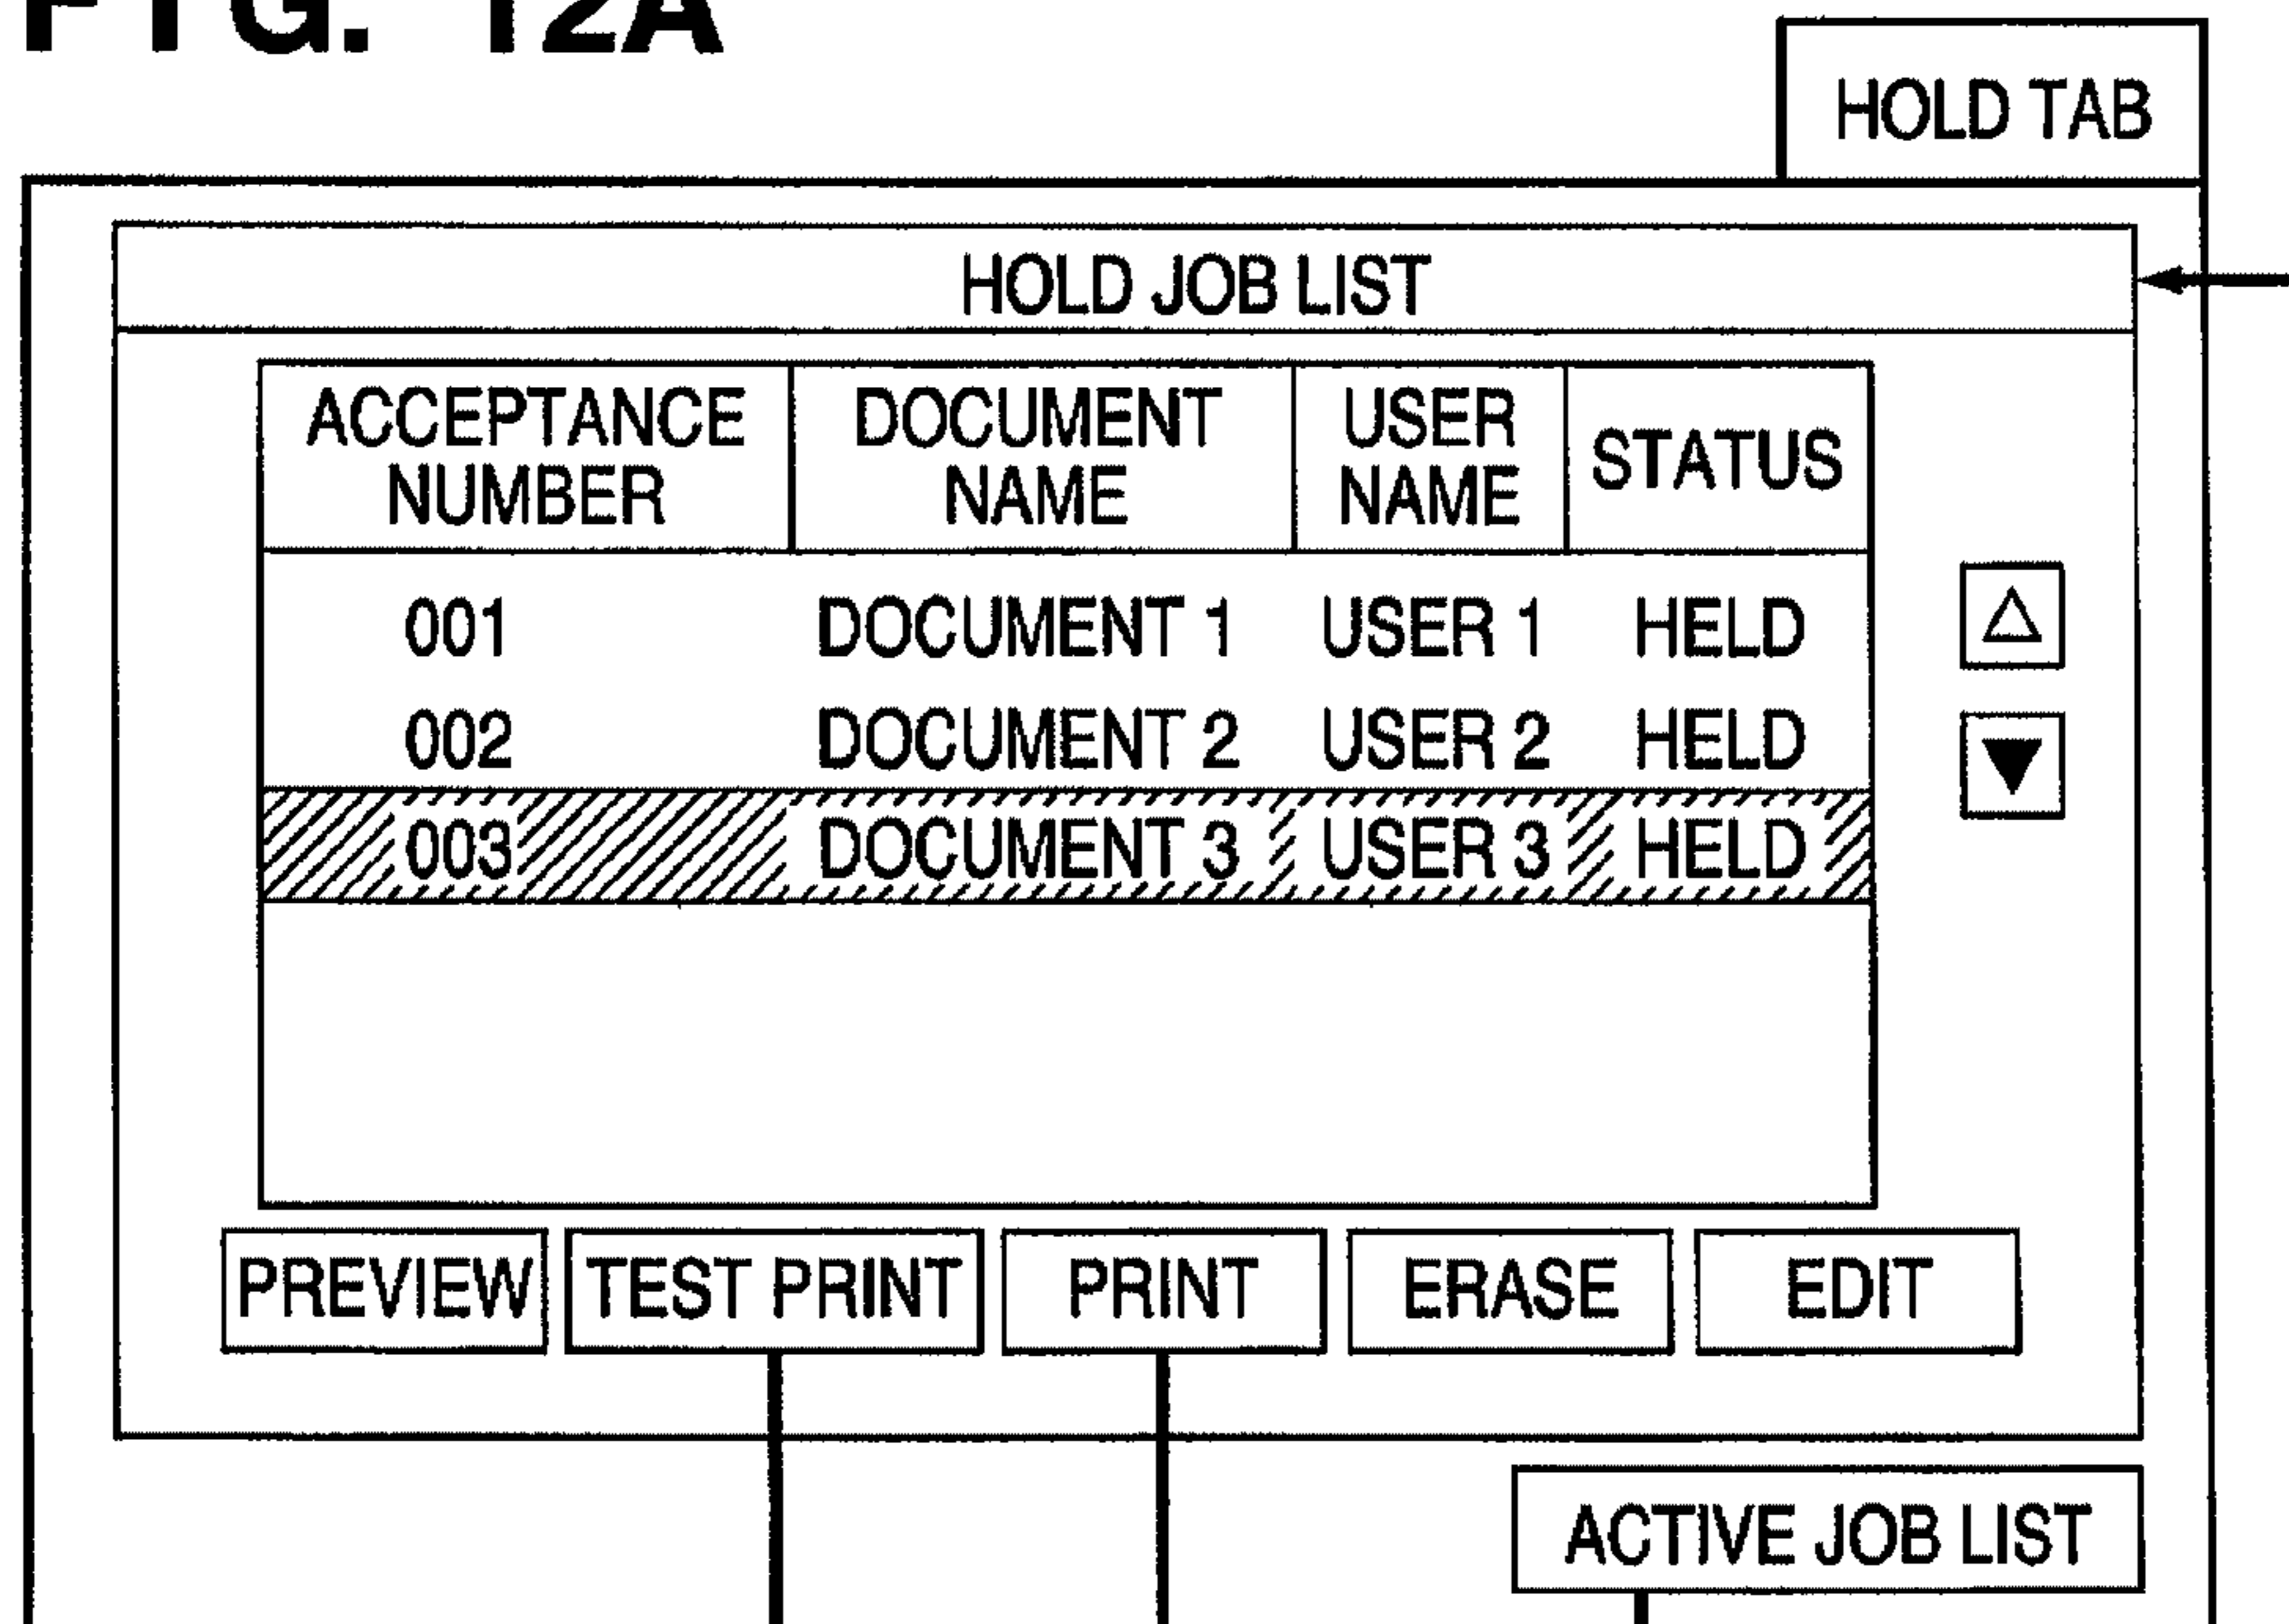 FIG. 12A
HOLD TAB
HOLD JOB LIST
ACCEPTANCE NUMBER DOCUMENT NAME USER NAME STATUS
001 DOCUMENT 1 USER 1 HELD
002 DOCUMENT 2 USER 2 HELD
003 DOCUMENT 3 USER 3 HELD
PREVIEW TEST PRINT PRINT ERASE EDIT
ACTIVE JOB LIST